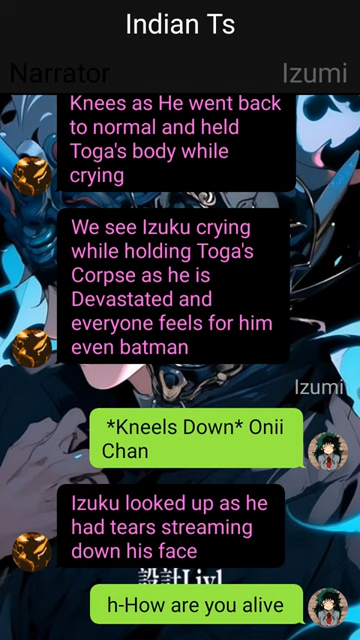 Indian Ts
Narrator
Izumi
Knees as He went back
to normal and held
Toga's body while
crying
We see Izuku crying
while holding Toga's
Corpse as he is
Devastated and
everyone feels for him
even batman
Izumi
*Kneels Down* Onii
Chan
Izuku looked up as he
had tears streaming
down his face
h-How are you alive